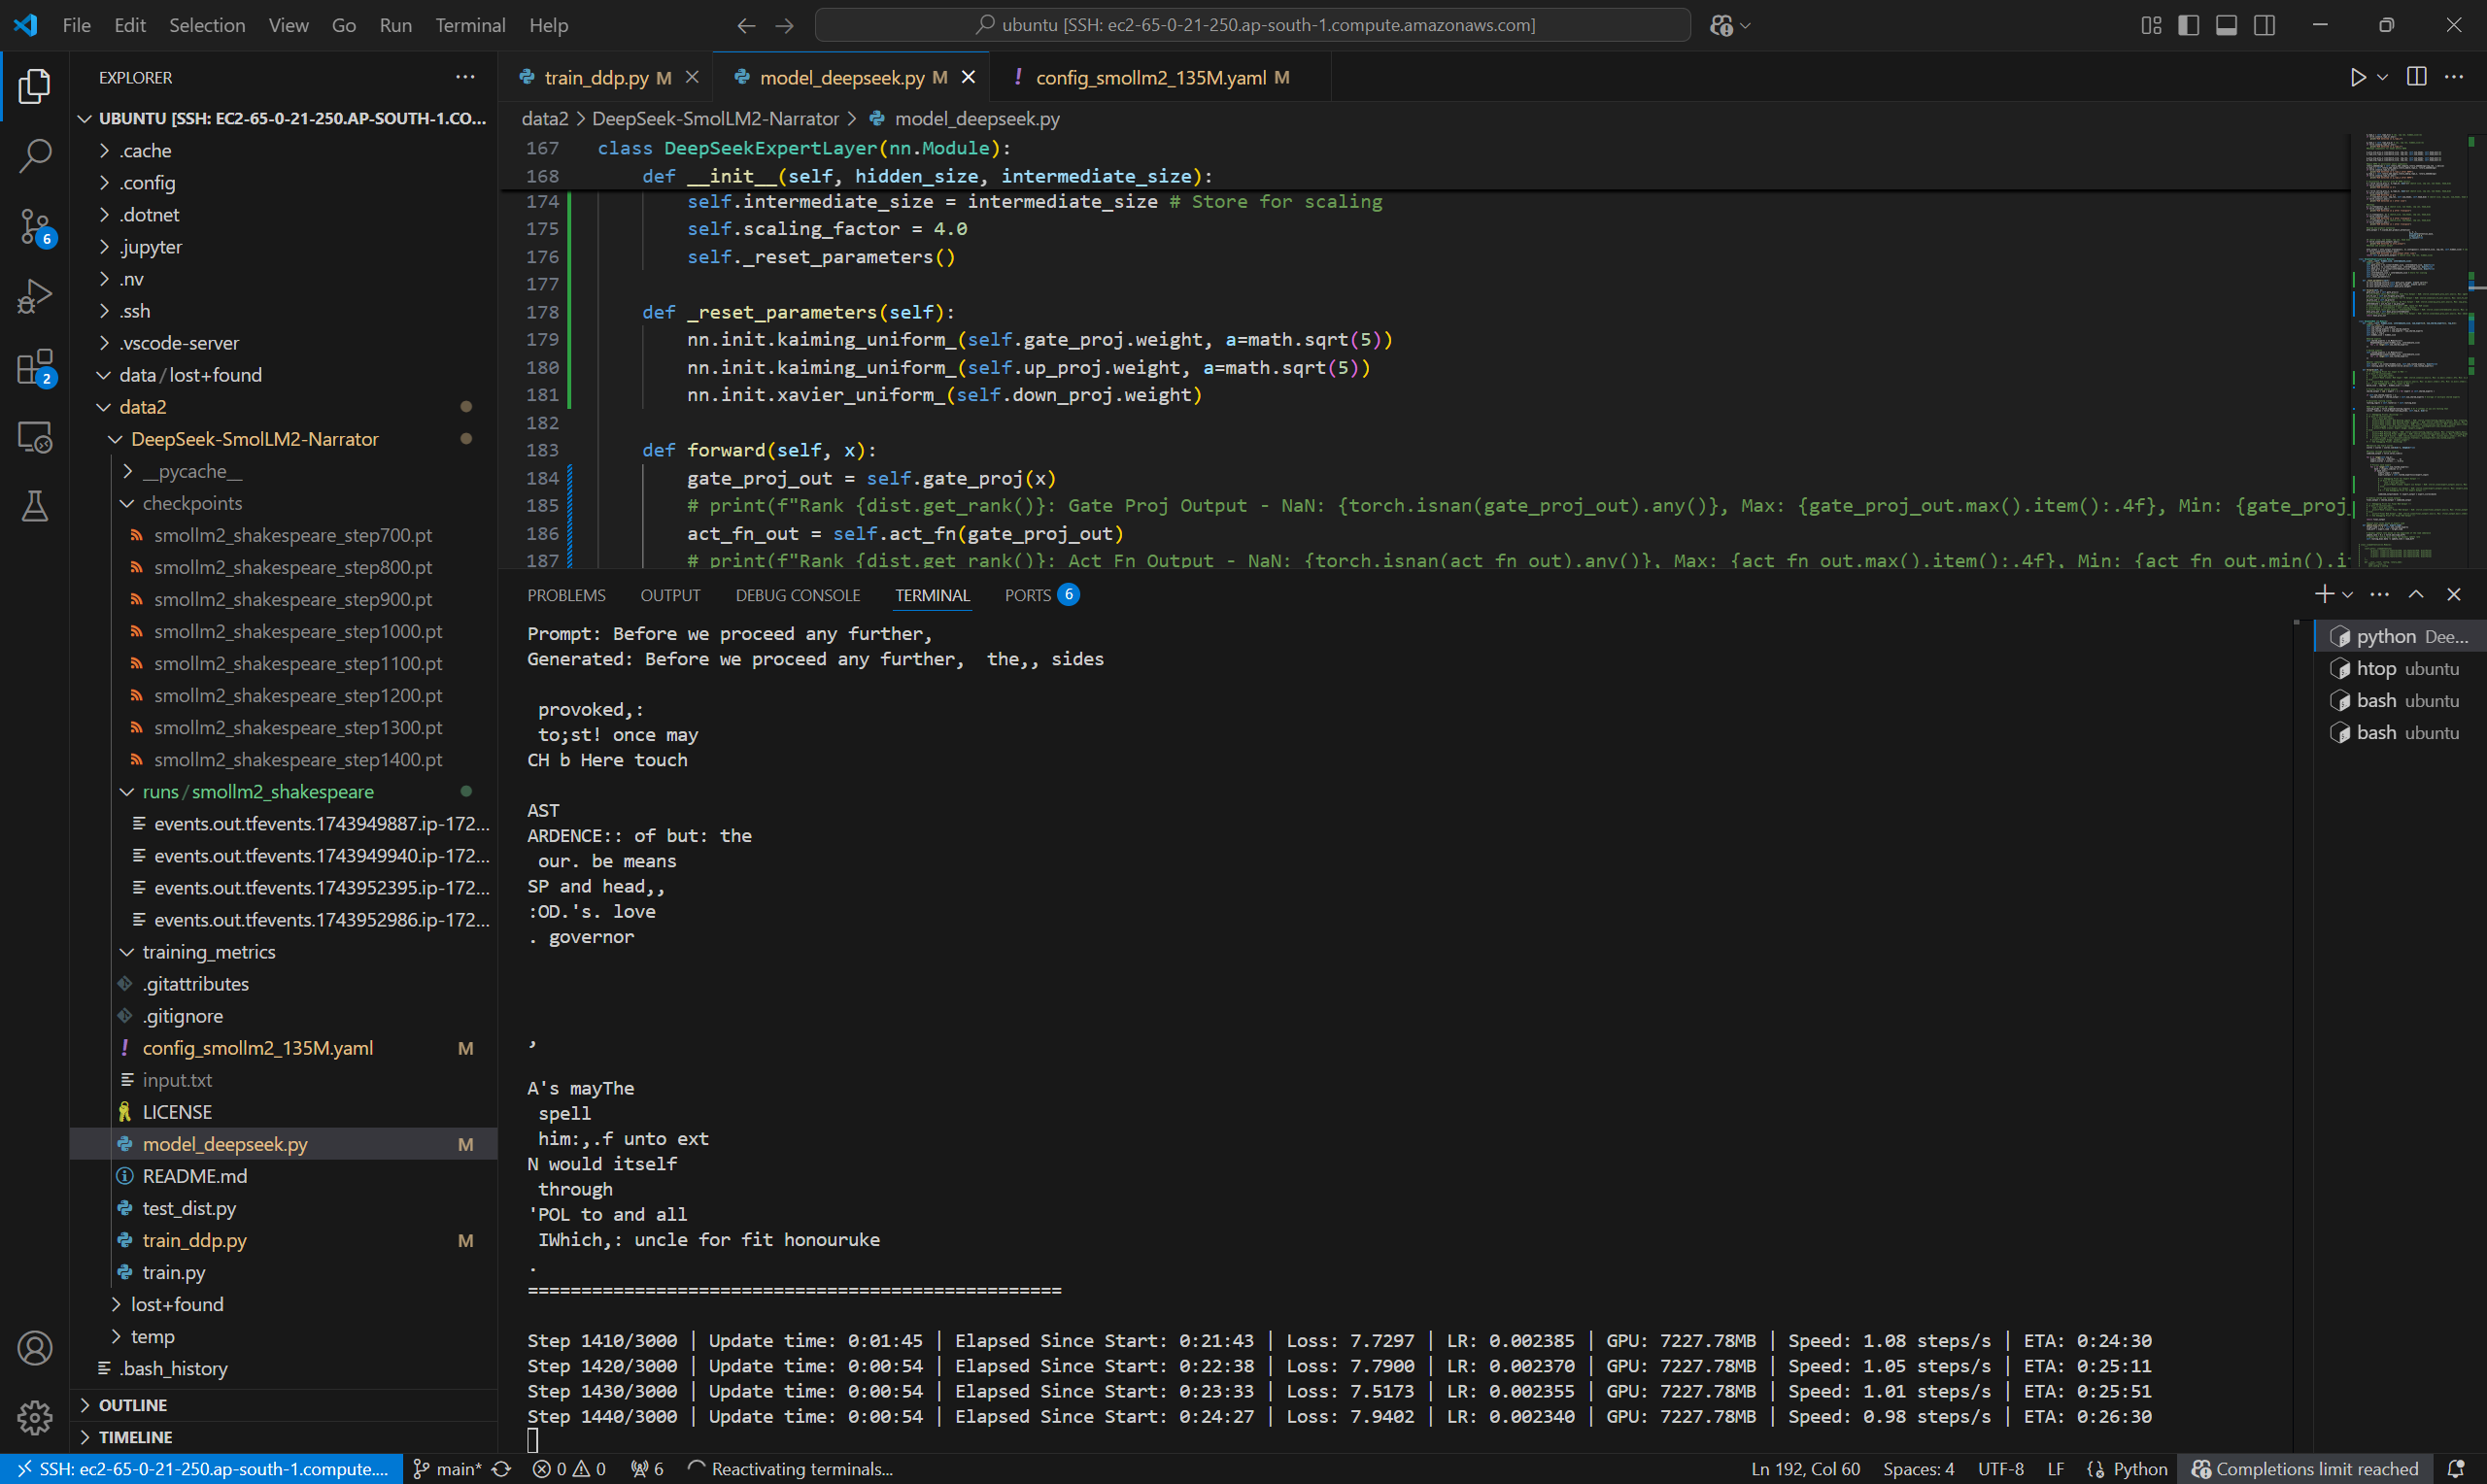 File Edit Selection View Go Run Terminal Help
ubuntu [SSH: ec2-65-0-21-250.ap-south-1.compute.amazonaws.com]
EXPLORER
UBUNTU [SSH: EC2-65-0-21-250.AP-SOUTH-1.CO...
.cache
.config
.dotnet
.jupyter
.nv
.ssh
.vscode-server
data/lost+found
data2
DeepSeek-SmolLM2-Narrator
__pycache__
checkpoints
smollm2_shakespeare_step700.pt
smollm2_shakespeare_step800.pt
smollm2_shakespeare_step900.pt
smollm2_shakespeare_step1000.pt
smollm2_shakespeare_step1100.pt
smollm2_shakespeare_step1200.pt
smollm2_shakespeare_step1300.pt
smollm2_shakespeare_step1400.pt
runs/smollm2_shakespeare
events.out.tfevents.1743949887.ip-172...
events.out.tfevents.1743949940.ip-172...
events.out.tfevents.1743952395.ip-172...
events.out.tfevents.1743952986.ip-172...
training_metrics
.gitattributes
.gitignore
config_smollm2_135M.yaml M
input.txt
LICENSE
model_deepseek.py M
README.md
test_dist.py
train_ddp.py M
train.py
lost+found
temp
.bash_history
OUTLINE
TIMELINE
6
2
train_ddp.py M
model_deepseek.py M
config_smollm2_135M.yaml M
data2 > DeepSeek-SmolLM2-Narrator > model_deepseek.py
167 class DeepSeekExpertLayer(nn.Module):
168 def __init__(self, hidden_size, intermediate_size):
174 self.intermediate_size = intermediate_size # Store for scaling
175 self.scaling_factor = 4.0
176 self._reset_parameters()
177
178 def _reset_parameters(self):
179 nn.init.kaiming_uniform_(self.gate_proj.weight, a=math.sqrt(5))
180 nn.init.kaiming_uniform_(self.up_proj.weight, a=math.sqrt(5))
181 nn.init.xavier_uniform_(self.down_proj.weight)
182
183 def forward(self, x):
184 gate_proj_out = self.gate_proj(x)
185 # print(f"Rank {dist.get_rank()}: Gate Proj Output - NaN: {torch.isnan(gate_proj_out).any()}, Max: {gate_proj_out.max().item():.4f}, Min: {gate_proj_
186 act_fn_out = self.act_fn(gate_proj_out)
187 # print(f"Rank {dist.get_rank()}: Act Fn Output - NaN: {torch.isnan(act_fn_out).any()}, Max: {act_fn_out.max().item():.4f}, Min: {act_fn_out.min().i
PROBLEMS OUTPUT DEBUG CONSOLE TERMINAL PORTS 6
Prompt: Before we proceed any further,
Generated: Before we proceed any further,  the,, sides
provoked,:
to;st! once may
CH b Here touch
AST
ARDENCE:: of but: the
our. be means
SP and head,,
:OD.'s. love
. governor
,
A's mayThe
spell
him:,.f unto ext
N would itself
through
'POL to and all
IWhich,: uncle for fit honouruke
.
==================================================
Step 1410/3000 | Update time: 0:01:45 | Elapsed Since Start: 0:21:43 | Loss: 7.7297 | LR: 0.002385 | GPU: 7227.78MB | Speed: 1.08 steps/s | ETA: 0:24:30
Step 1420/3000 | Update time: 0:00:54 | Elapsed Since Start: 0:22:38 | Loss: 7.7900 | LR: 0.002370 | GPU: 7227.78MB | Speed: 1.05 steps/s | ETA: 0:25:11
Step 1430/3000 | Update time: 0:00:54 | Elapsed Since Start: 0:23:33 | Loss: 7.5173 | LR: 0.002355 | GPU: 7227.78MB | Speed: 1.01 steps/s | ETA: 0:25:51
Step 1440/3000 | Update time: 0:00:54 | Elapsed Since Start: 0:24:27 | Loss: 7.9402 | LR: 0.002340 | GPU: 7227.78MB | Speed: 0.98 steps/s | ETA: 0:26:30
python Dee...
htop ubuntu
bash ubuntu
bash ubuntu
SSH: ec2-65-0-21-250.ap-south-1.compute.... main* 0 0 6 Reactivating terminals... Ln 192, Col 60 Spaces: 4 UTF-8 LF Python Completions limit reached